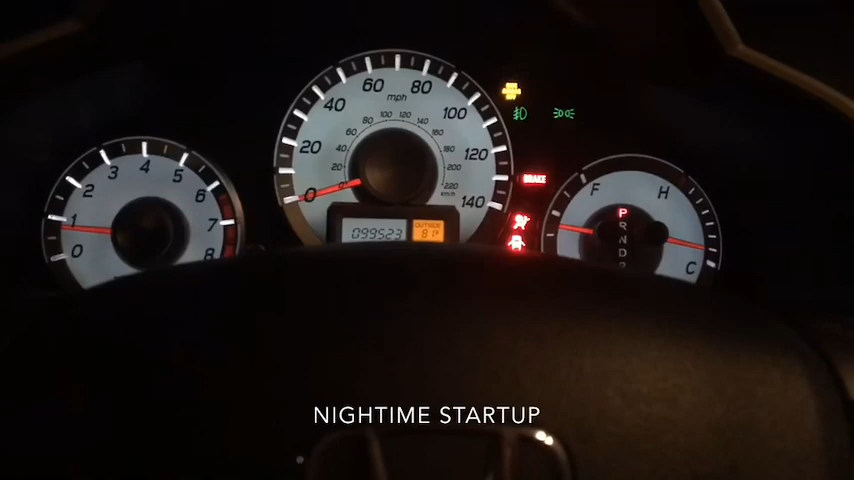 0 1 2 3 4 5 6 7 8
0 20 40 60 80 100 120 140
mph
20 40 60 80 100 120 140 160 180 200 220
km/h
099523
OUTSIDE
81°
BRAKE
F
H
C
P
R
N
D
NIGHTIME STARTUP